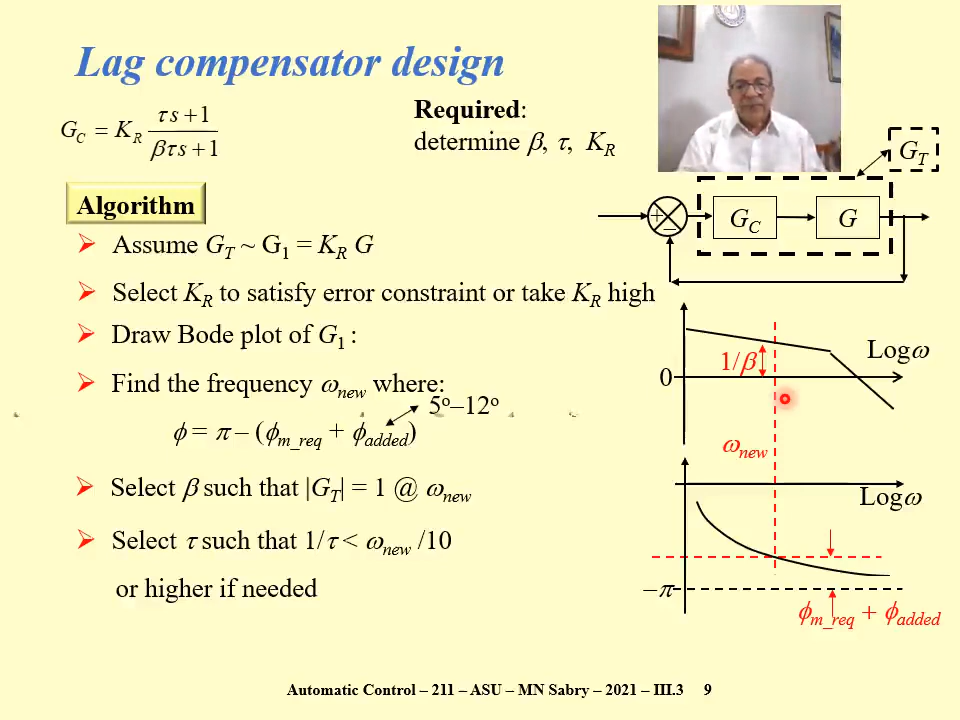 Lag compensator design
G_C = K_R (τs+1)/(βτs+1)
Required:
determine β, τ, K_R
Algorithm
➢ Assume G_T ~ G_1 = K_R G
➢ Select K_R to satisfy error constraint or take K_R high
➢ Draw Bode plot of G_1 :
➢ Find the frequency ω_new where:
5°–12°
ϕ = π – (ϕ_m_req + ϕ_added)
➢ Select β such that |G_T| = 1 @ ω_new
➢ Select τ such that 1/τ < ω_new /10
or higher if needed
G_T
+
–
G_C
G
Logω
1/β
0
ω_new
Logω
–π
ϕ_m_req + ϕ_added
Automatic Control – 211 – ASU – MN Sabry – 2021 – III.3 9